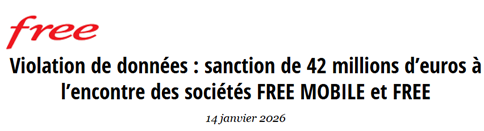 free
Violation de données : sanction de 42 millions d’euros à
l’encontre des sociétés FREE MOBILE et FREE
14 janvier 2026